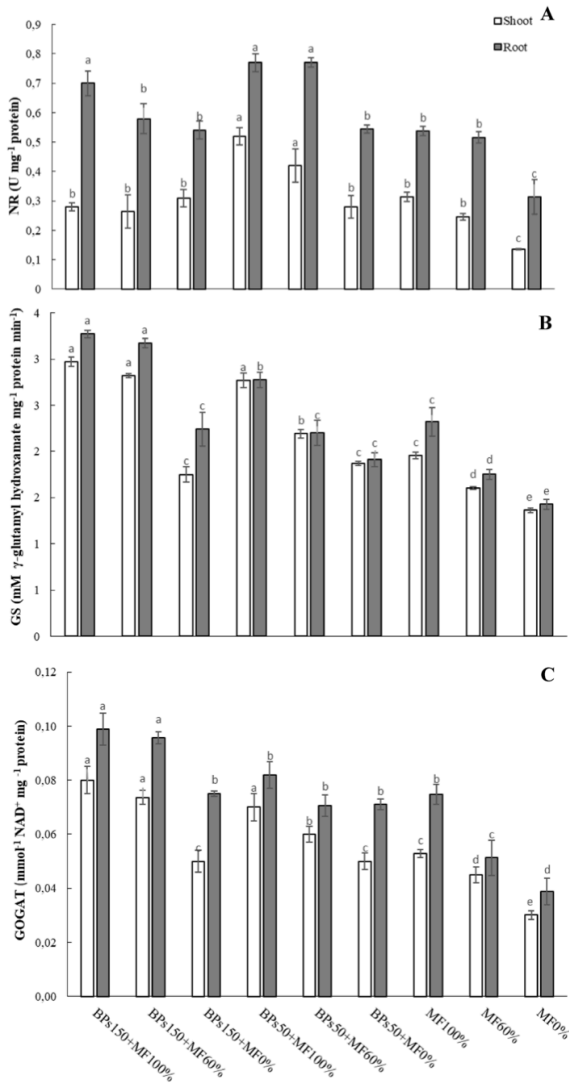 A
Shoot
Root
NR (U mg-1 protein)
0,9
0,8
0,7
0,6
0,5
0,4
0,3
0,2
0,1
0
b a b b b b a a b a b b b b b b c c
B
GS (mM γ-glutamyl hydroxamate mg-1 protein min-1)
4
3
3
2
2
1
1
0
a a a a c c a b b c c c c c d d e e
C
GOGAT (mmol-1 NAD+ mg -1 protein)
0,12
0,10
0,08
0,06
0,04
0,02
0,00
a a a a c b a b b b c b c b d c e d
BPs150+MF100%
BPs150+MF60%
BPs150+MF0%
BPs50+MF100%
BPs50+MF60%
BPs50+MF0%
MF100%
MF60%
MF0%